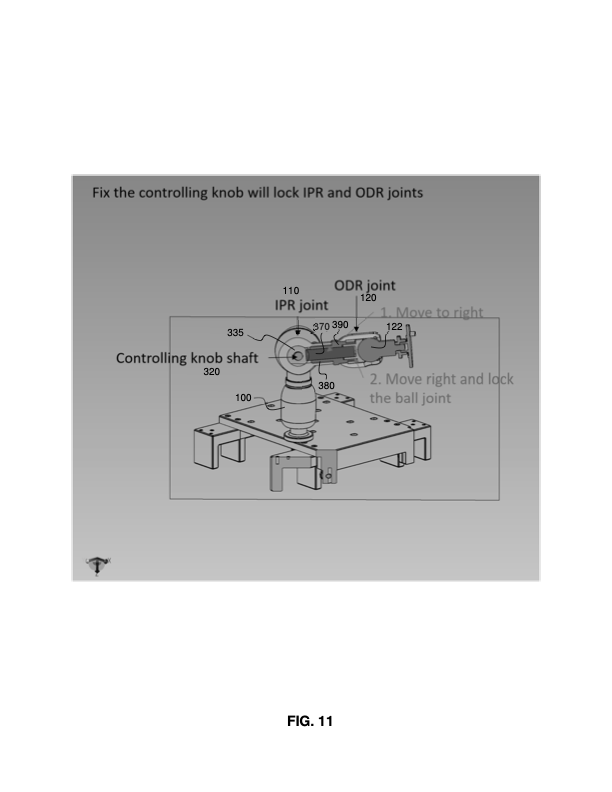 Fix the controlling knob will lock IPR and ODR joints
110
ODR joint
120
IPR joint
1. Move to right
335
370
390
122
Controlling knob shaft
320
380
2. Move right and lock
the ball joint
100
FIG. 11